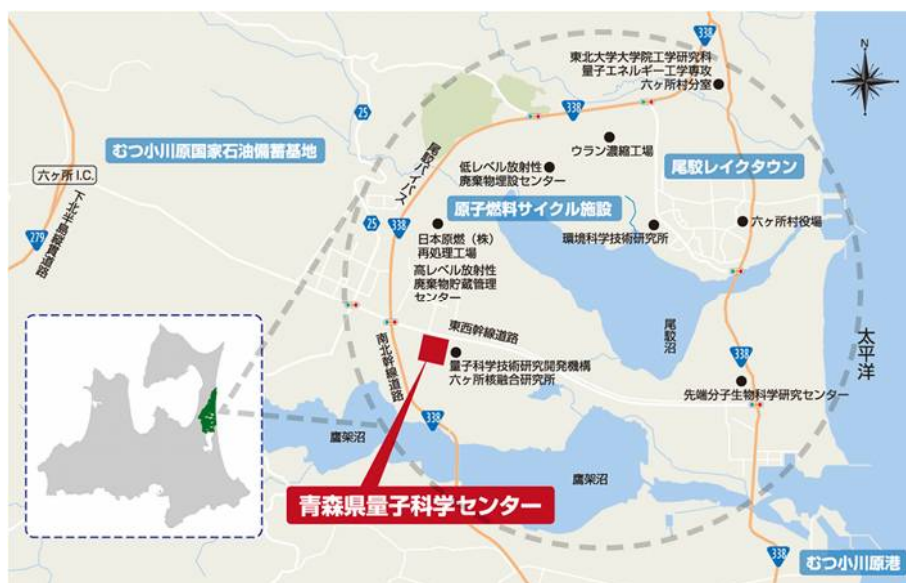 338
338
東北大学大学院工学研究科
量子エネルギー工学専攻
六ヶ所村分室
N
25
338
むつ小川原国家石油備蓄基地
尾駮バイパス
ウラン濃縮工場
低レベル放射性
廃棄物埋設センター
尾駮レイクタウン
六ヶ所 I.C.
下北半島縦貫道路
279
原子燃料サイクル施設
25
338
日本原燃（株）
再処理工場
高レベル放射性
廃棄物貯蔵管理
センター
環境科学技術研究所
六ヶ所村役場
東西幹線道路
南北幹線道路
量子科学技術研究開発機構
六ヶ所核融合研究所
尾駮沼
太平洋
338
先端分子生物科学研究センター
338
鷹架沼
鷹架沼
青森県量子科学センター
338
むつ小川原港